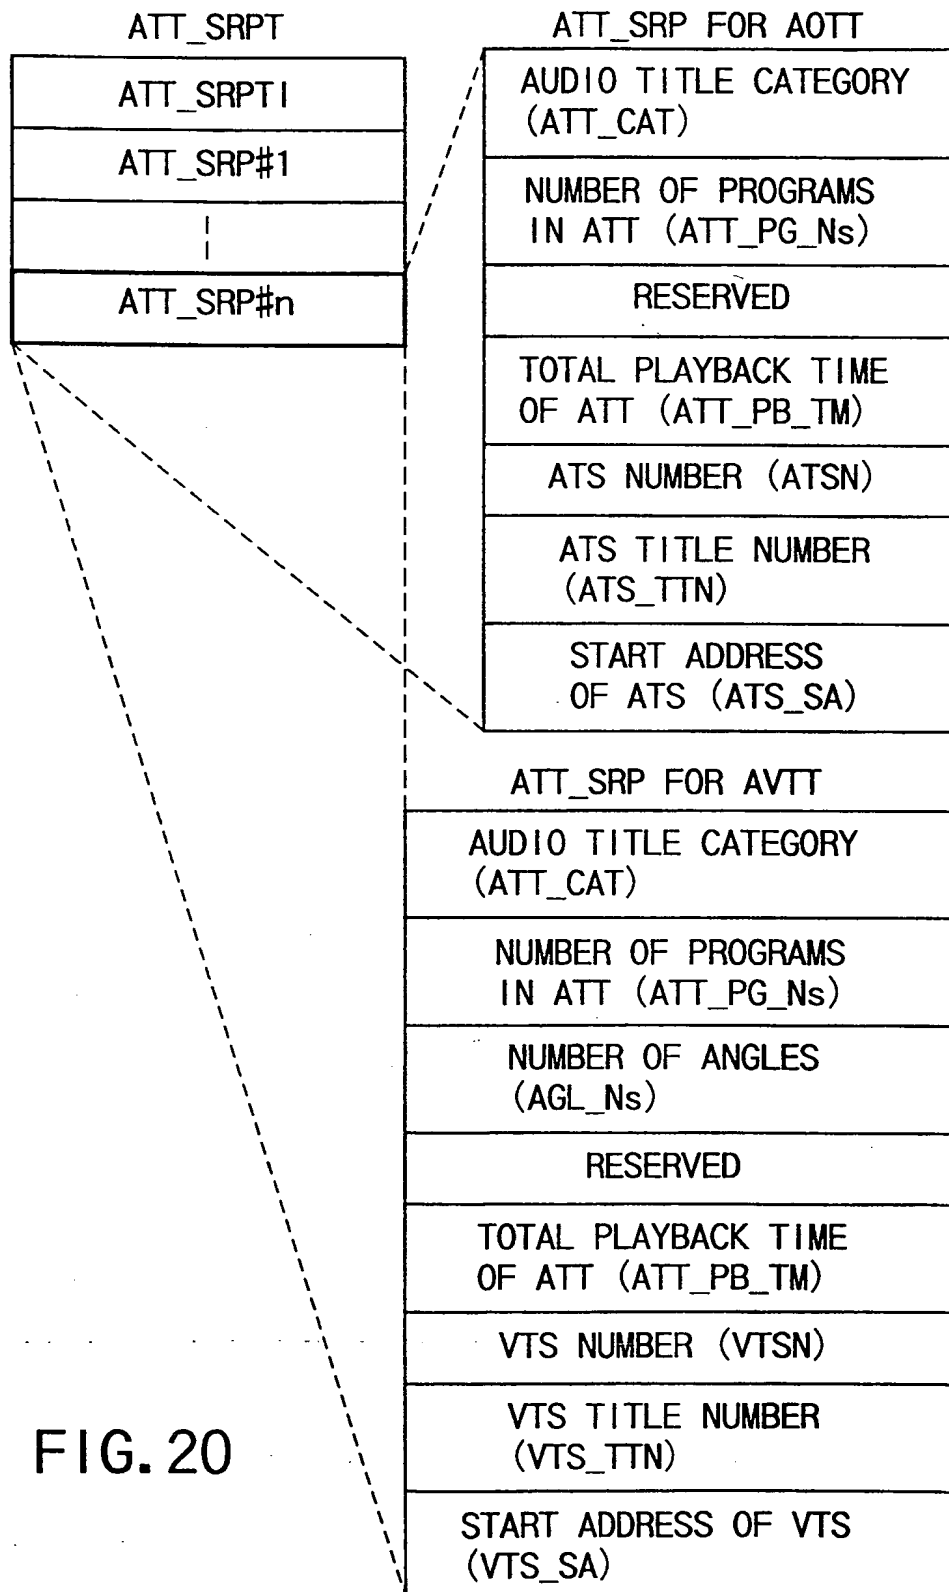 ATT_SRPT
ATT_SRPTI
ATT_SRP#1
ATT_SRP#n
ATT_SRP FOR AOTT
AUDIO TITLE CATEGORY
(ATT_CAT)
NUMBER OF PROGRAMS
IN ATT (ATT_PG_Ns)
RESERVED
TOTAL PLAYBACK TIME
OF ATT (ATT_PB_TM)
ATS NUMBER (ATSN)
ATS TITLE NUMBER
(ATS_TTN)
START ADDRESS
OF ATS (ATS_SA)
ATT_SRP FOR AVTT
AUDIO TITLE CATEGORY
(ATT_CAT)
NUMBER OF PROGRAMS
IN ATT (ATT_PG_Ns)
NUMBER OF ANGLES
(AGL_Ns)
RESERVED
TOTAL PLAYBACK TIME
OF ATT (ATT_PB_TM)
VTS NUMBER (VTSN)
VTS TITLE NUMBER
(VTS_TTN)
START ADDRESS OF VTS
(VTS_SA)
FIG. 20